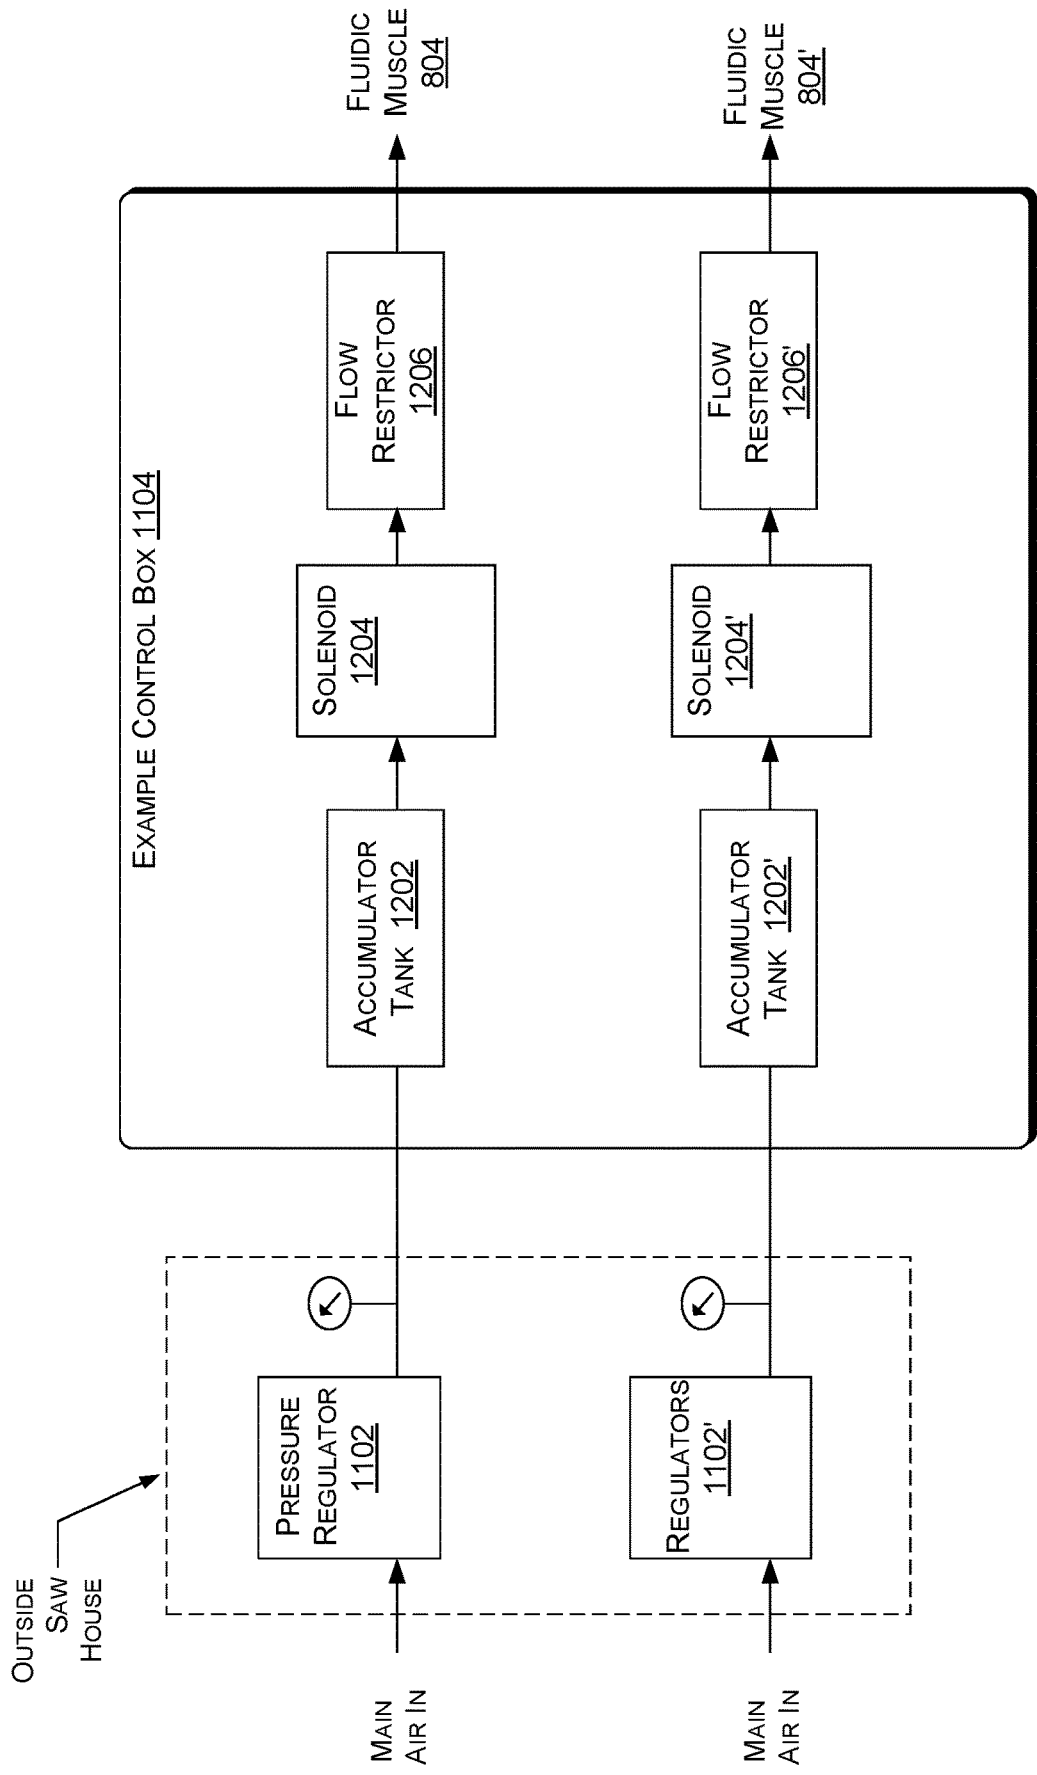 OUTSIDE
SAW
HOUSE
EXAMPLE CONTROL BOX 1104
MAIN
AIR IN
PRESSURE
REGULATOR
1102
ACCUMULATOR
TANK 1202
SOLENOID
1204
FLOW
RESTRICTOR
1206
FLUIDIC
MUSCLE
804
MAIN
AIR IN
REGULATORS
1102'
ACCUMULATOR
TANK 1202'
SOLENOID
1204'
FLOW
RESTRICTOR
1206'
FLUIDIC
MUSCLE
804'